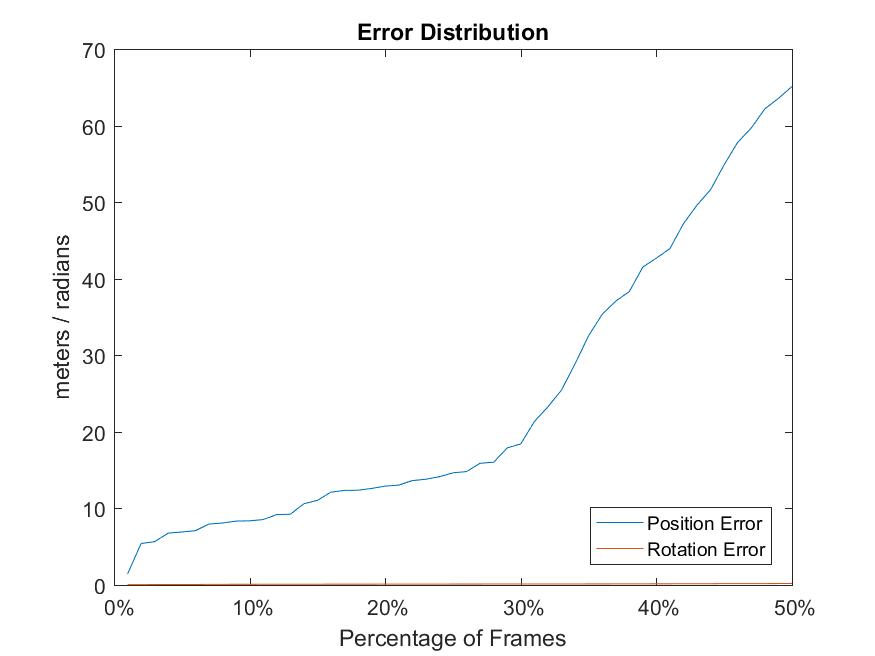 Error Distribution
70
60
50
40
30
20
10
0
meters / radians
Position Error
Rotation Error
0% 10% 20% 30% 40% 50%
Percentage of Frames